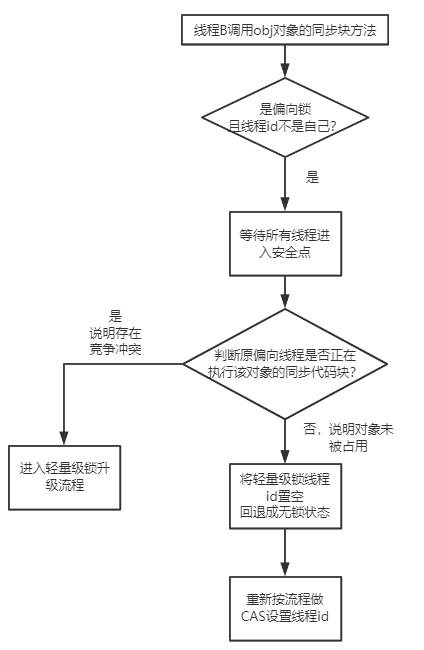 线程B调用obj对象的同步块方法
是偏向锁
且线程id不是自己?
是
等待所有线程进
入安全点
是
说明存在
竞争冲突
判断原偏向线程是否正在
执行该对象的同步代码块?
否，说明对象未
被占用
进入轻量级锁升
级流程
将轻量级锁线程
id置空
回退成无锁状态
重新按流程做
CAS设置线程id